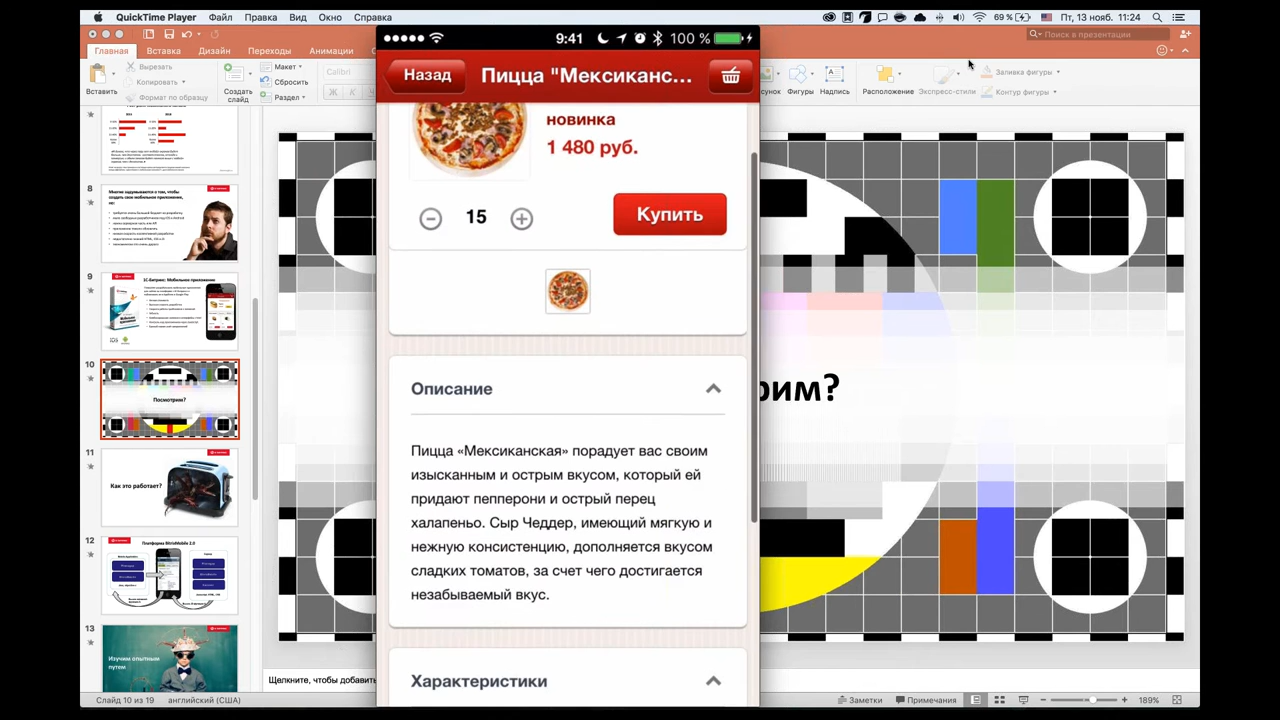 QuickTime Player Файл Правка Вид Окно Справка
69 % Пт, 13 нояб. 11:24
Поиск в презентации
Главная Вставка Дизайн Переходы Анимации
Вставить
Вырезать
Копировать
Формат по образцу
Создать слайд
Макет
Сбросить
Раздел
Calibri
Ж К
Фигуры Надпись Расположение Экспресс-стили
Заливка фигуры
Контур фигуры
9:41 100 %
Назад Пицца "Мексиканс...
новинка
1 480 руб.
15 Купить
Описание
Пицца «Мексиканская» порадует вас своим
изысканным и острым вкусом, который ей
придают пепперони и острый перец
халапеньо. Сыр Чеддер, имеющий мягкую и
нежную консистенцию, дополняется вкусом
сладких томатов, за счет чего достигается
незабываемый вкус.
Характеристики
8
Многие задумываются о том, чтобы
создать свое мобильное приложение,
но:
9
1С-Битрикс: Мобильное приложение
10
Посмотрим?
11
Как это работает?
12
Платформа BitrixMobile 2.0
13
Изучим опытным
путем
Щелкните, чтобы добавить
Слайд 10 из 19 английский (США)
Заметки Примечания 189%